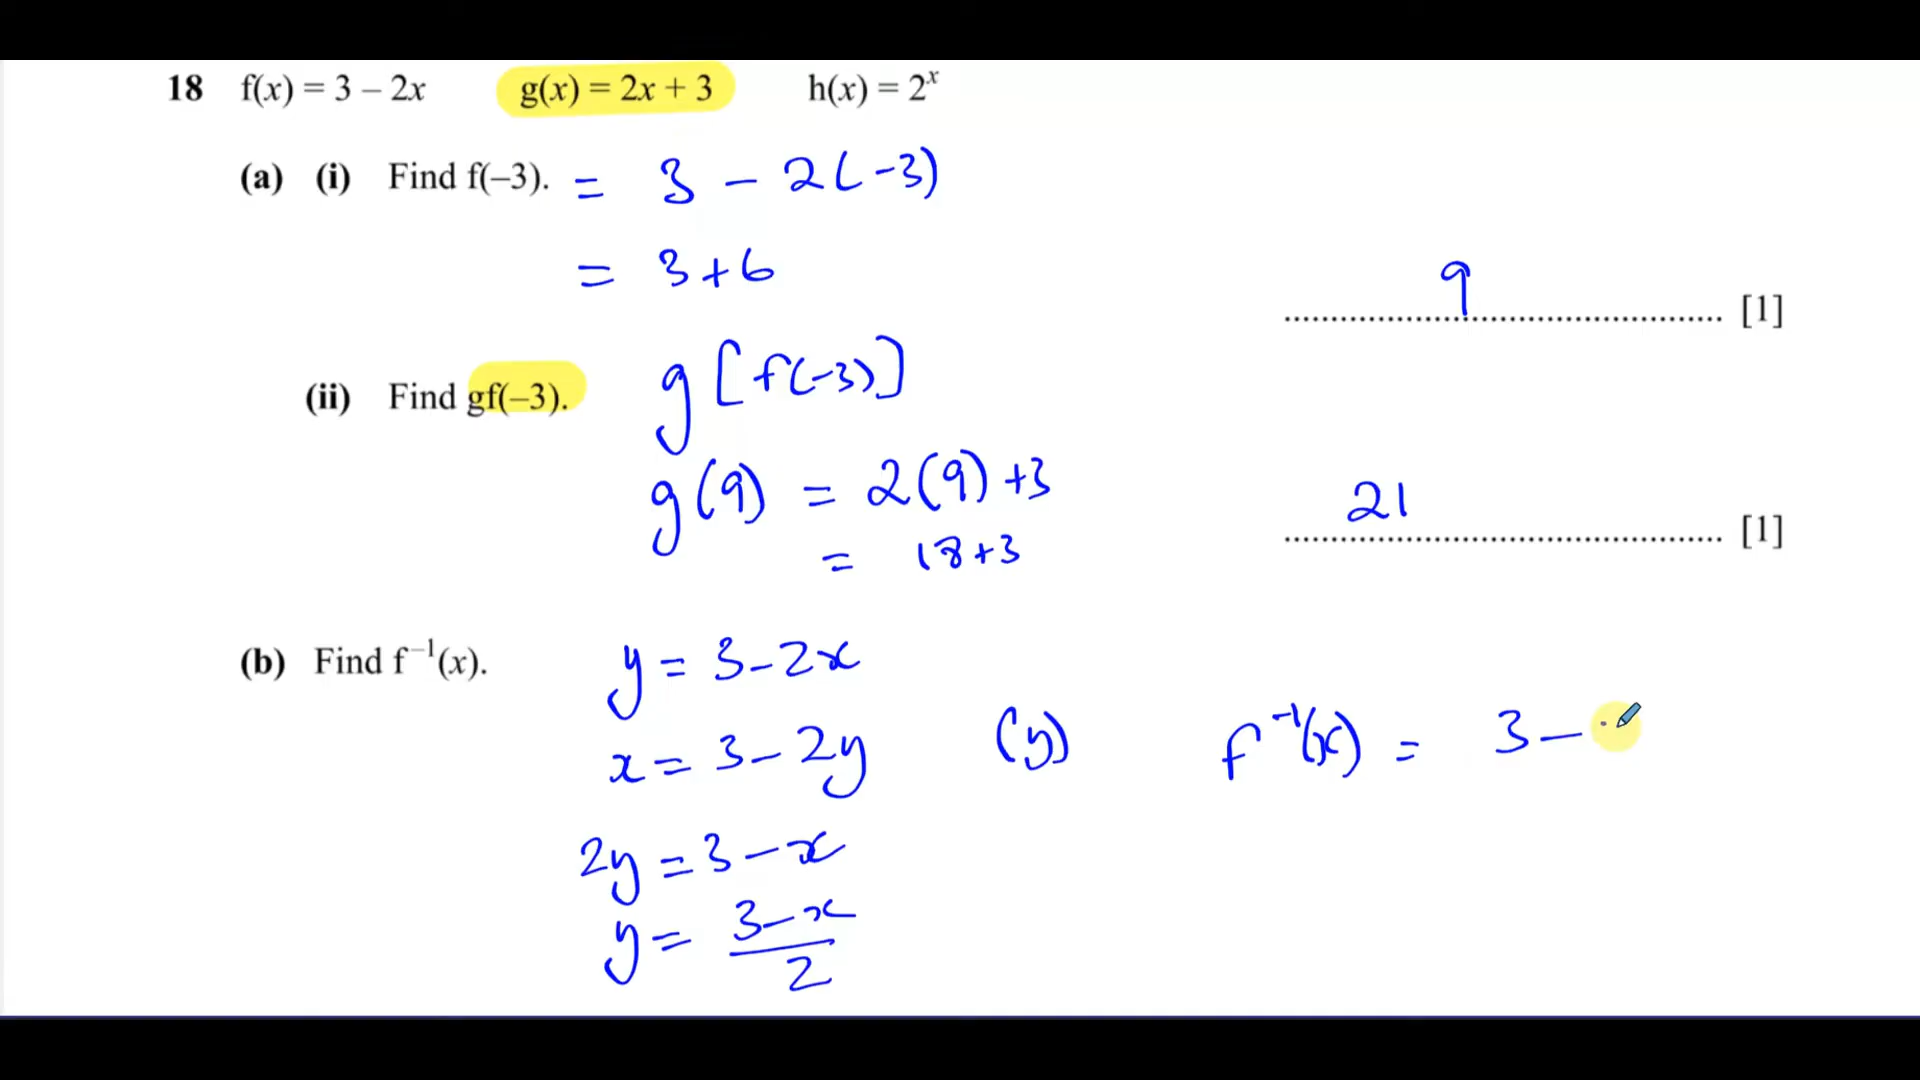 18 f(x) = 3 – 2x g(x) = 2x + 3 h(x) = 2ˣ
(a) (i) Find f(–3). = 3 - 2(-3)
= 3+6
9
........................................ [1]
(ii) Find gf(–3). g[f(-3)]
g(9) = 2(9)+3
= 18+3
21
........................................ [1]
(b) Find f⁻¹(x). y = 3-2x
x = 3-2y (y) f⁻¹(x) = 3-
2y = 3-x
y = 3-x
2